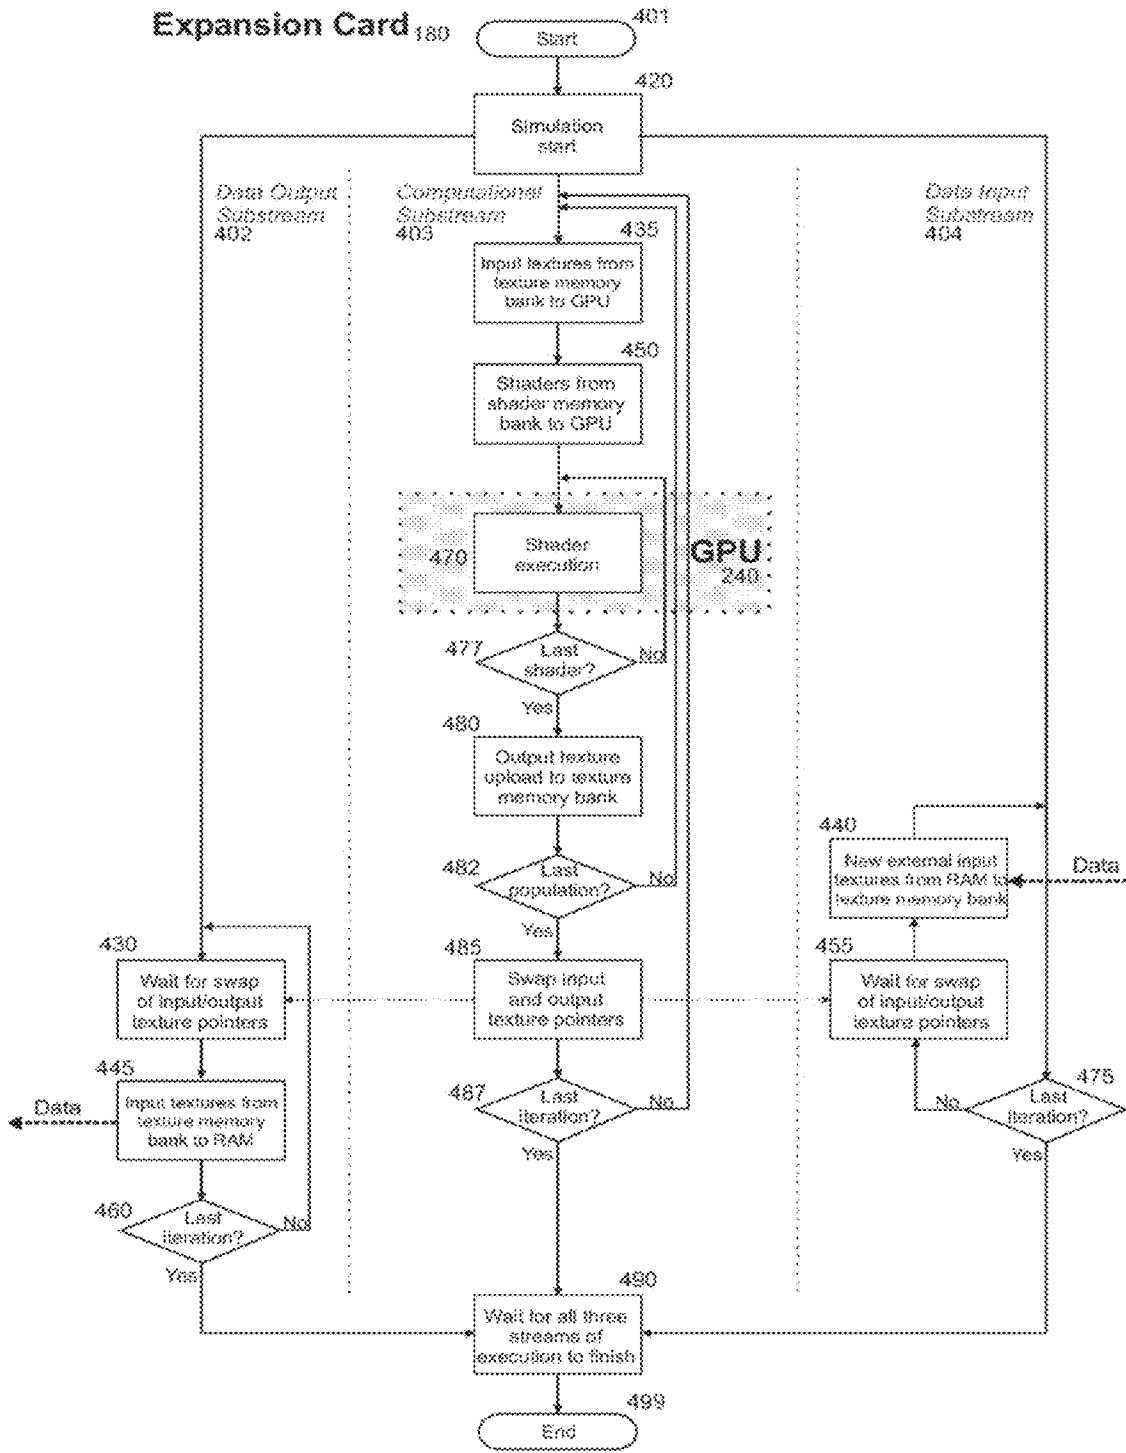 Expansion Card 180
401
Start
420
Simulation
start
Data Output
Substream
402
Computational
Substream
403
Data Input
Substream
404
435
Input textures from
texture memory
bank to GPU
450
Shaders from
shader memory
bank to GPU
470
Shader
execution
GPU
240
477
Last
shader?
No
Yes
480
Output texture
upload to texture
memory bank
482
Last
population?
No
Yes
440
New external input
textures from RAM to
texture memory bank
Data
430
Wait for swap
of input/output
texture pointers
485
Swap input
and output
texture pointers
455
Wait for swap
of input/output
texture pointers
445
Input textures from
texture memory
bank to RAM
Data
487
Last
iteration?
No
Yes
475
Last
iteration?
No
Yes
460
Last
iteration?
No
Yes
490
Wait for all three
streams of
execution to finish
499
End